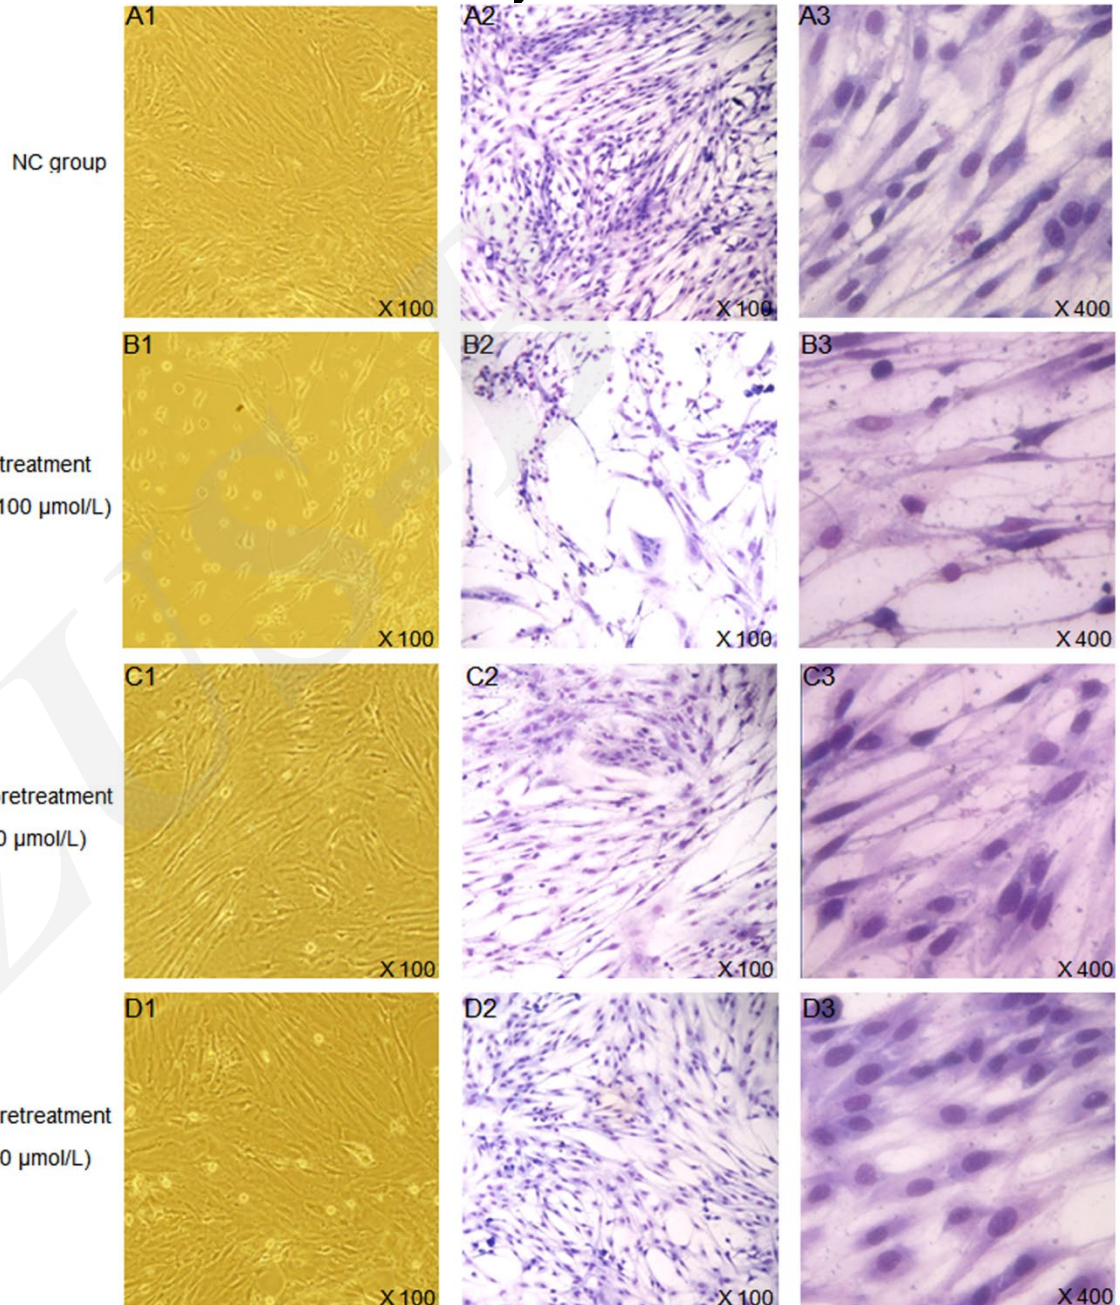 A1
A2
A3
NC group
X 100
X 100
X 400
B1
B2
B3
treatment
100 µmol/L)
X 100
X 100
X 400
C1
C2
C3
retreatment
0 µmol/L)
X 100
X 100
X 400
D1
D2
D3
retreatment
0 µmol/L)
X 100
X 100
X 400